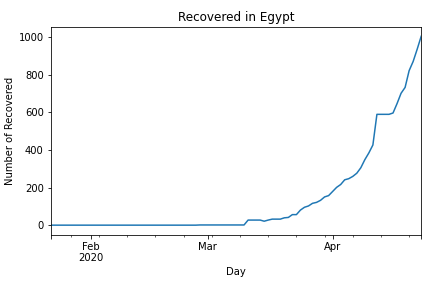 Recovered in Egypt
Number of Recovered
1000
800
600
400
200
0
Feb
2020
Mar
Apr
Day